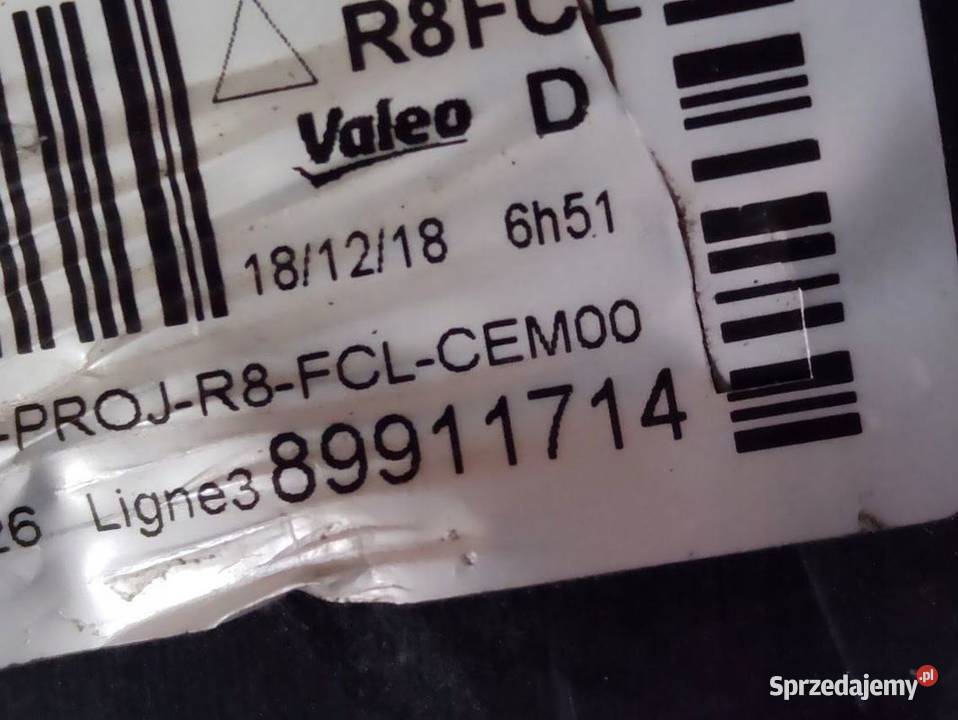 R8FCL
Valeo D
18/12/18 6h51
-PROJ-R8-FCL-CEM00
26 Ligne3 89911714
Sprzedajemy.pl